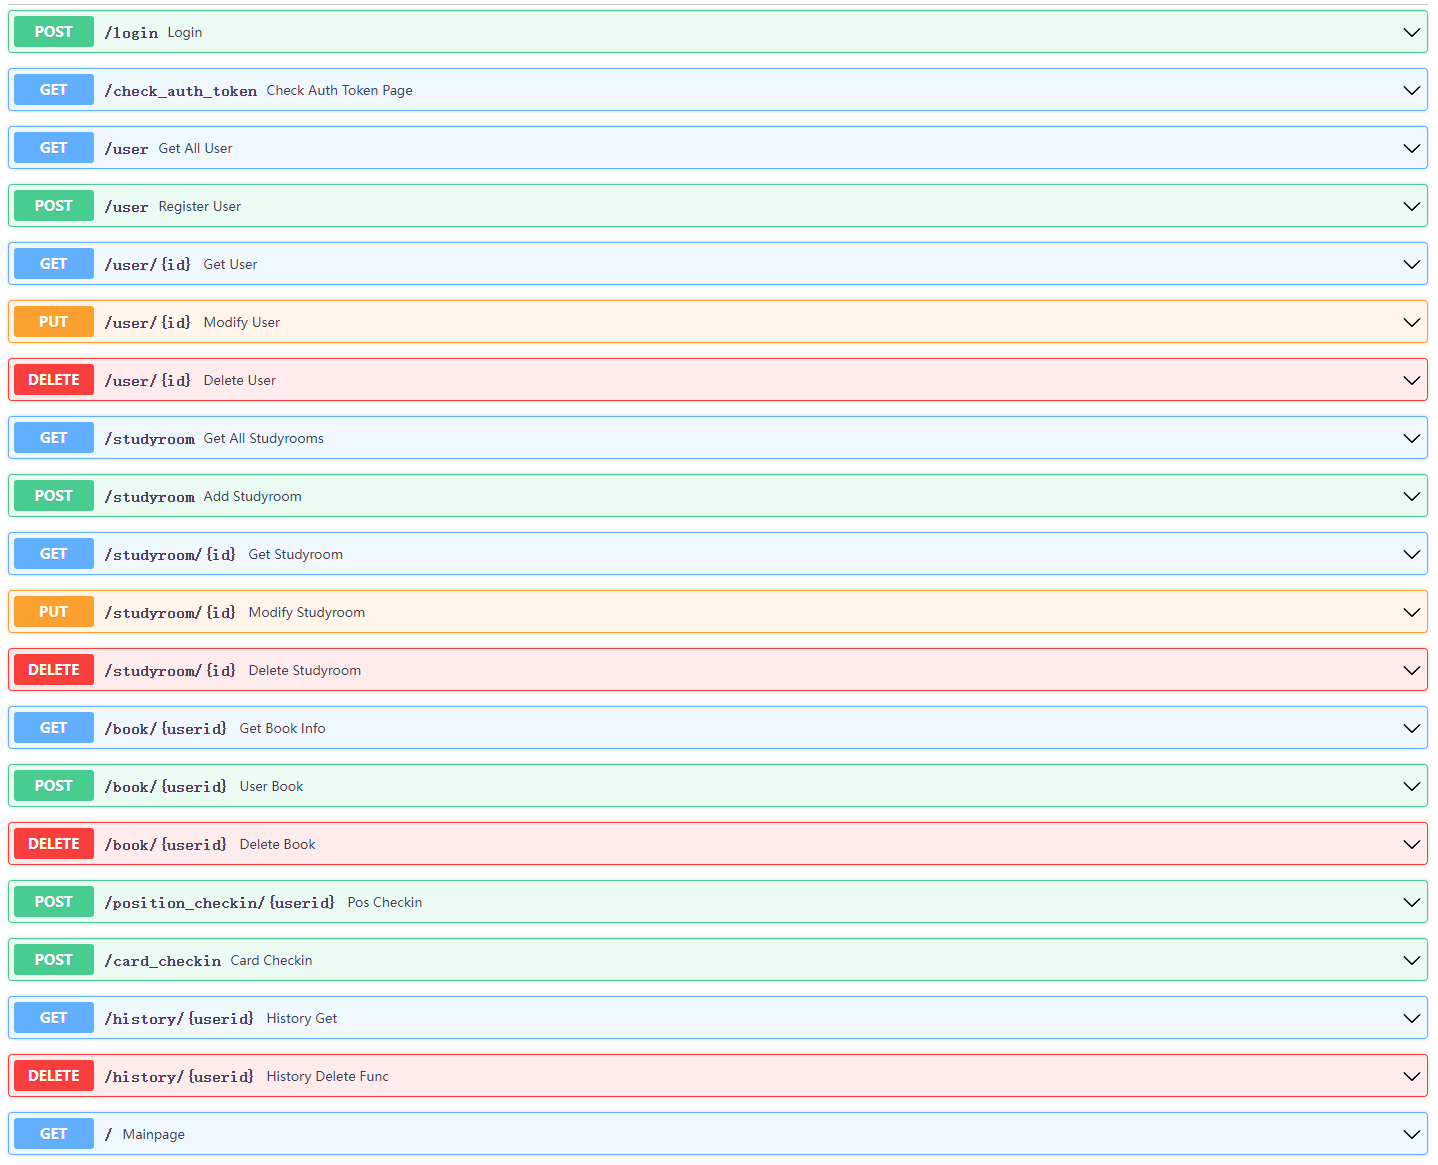 POST /login Login
GET /check_auth_token Check Auth Token Page
GET /user Get All User
POST /user Register User
GET /user/{id} Get User
PUT /user/{id} Modify User
DELETE /user/{id} Delete User
GET /studyroom Get All Studyrooms
POST /studyroom Add Studyroom
GET /studyroom/{id} Get Studyroom
PUT /studyroom/{id} Modify Studyroom
DELETE /studyroom/{id} Delete Studyroom
GET /book/{userid} Get Book Info
POST /book/{userid} User Book
DELETE /book/{userid} Delete Book
POST /position_checkin/{userid} Pos Checkin
POST /card_checkin Card Checkin
GET /history/{userid} History Get
DELETE /history/{userid} History Delete Func
GET / Mainpage